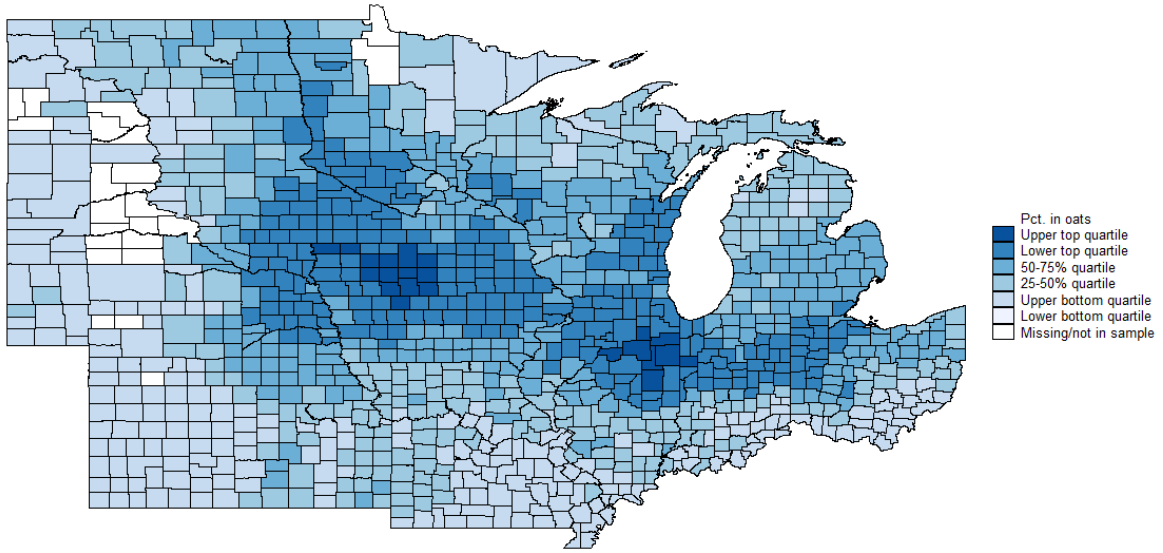 Pct. in oats
Upper top quartile
Lower top quartile
50-75% quartile
25-50% quartile
Upper bottom quartile
Lower bottom quartile
Missing/not in sample